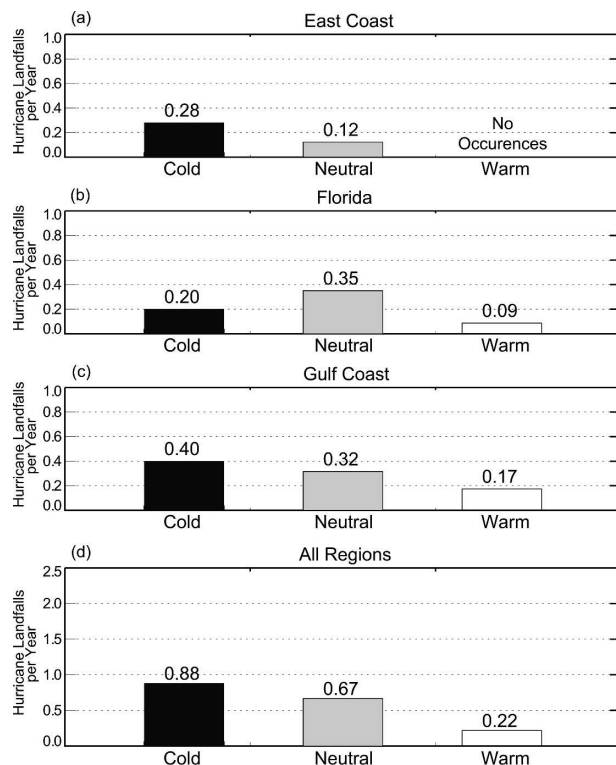 (a)
East Coast
Hurricane Landfalls
per Year
1.0
0.8
0.6
0.4
0.2
0.0
0.28
0.12
No
Occurences
Cold
Neutral
Warm
(b)
Florida
Hurricane Landfalls
per Year
1.0
0.8
0.6
0.4
0.2
0.0
0.20
0.35
0.09
Cold
Neutral
Warm
(c)
Gulf Coast
Hurricane Landfalls
per Year
1.0
0.8
0.6
0.4
0.2
0.0
0.40
0.32
0.17
Cold
Neutral
Warm
(d)
All Regions
Hurricane Landfalls
per Year
2.5
2.0
1.5
1.0
0.5
0.0
0.88
0.67
0.22
Cold
Neutral
Warm